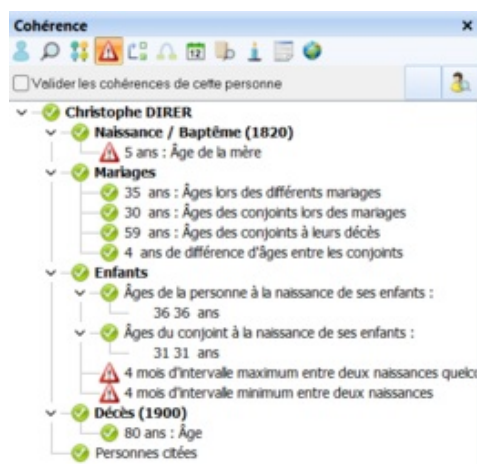 Cohérence
12
Valider les cohérences de cette personne
Christophe DIRER
Naissance / Baptême (1820)
5 ans : Âge de la mère
Mariages
35 ans : Âges lors des différents mariages
30 ans : Âges des conjoints lors des mariages
59 ans : Âges des conjoints à leurs décès
4 ans de différence d'âges entre les conjoints
Enfants
Âges de la personne à la naissance de ses enfants :
36 36 ans
Âges du conjoint à la naissance de ses enfants :
31 31 ans
4 mois d'intervalle maximum entre deux naissances quelco
4 mois d'intervalle minimum entre deux naissances
Décès (1900)
80 ans : Âge
Personnes citées